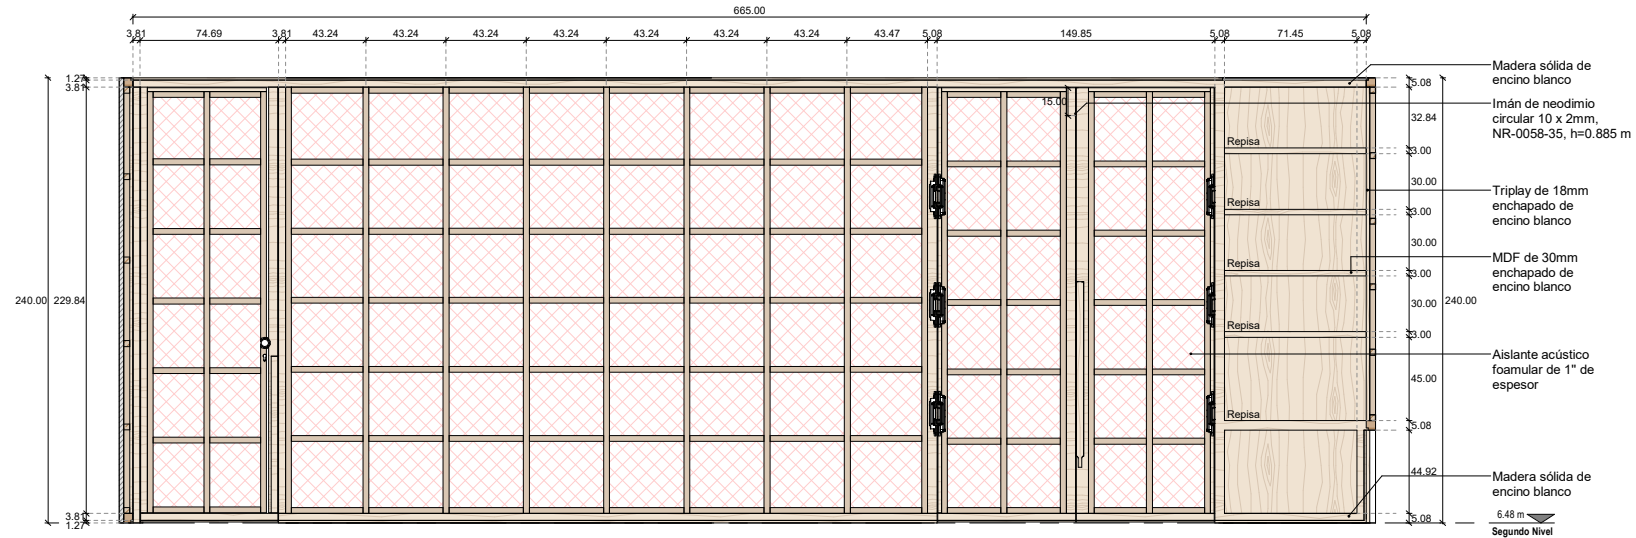 665.00
3.81 74.69 3.81 43.24 43.24 43.24 43.24 43.24 43.24 43.24 43.47 5.08 149.85 5.08 71.45 5.08
1.27
3.81
240.00 229.84
3.81
1.27
15.00
Repisa
Repisa
Repisa
Repisa
Repisa
5.08
32.84
3.00
30.00
3.00
30.00
3.00
30.00
3.00
45.00
5.08
44.92
5.08
240.00
Madera sólida de
encino blanco
Imán de neodimio
circular 10 x 2mm,
NR-0058-35, h=0.885 m
Triplay de 18mm
enchapado de
encino blanco
MDF de 30mm
enchapado de
encino blanco
Aislante acústico
foamular de 1" de
espesor
Madera sólida de
encino blanco
6.48 m
Segundo Nivel